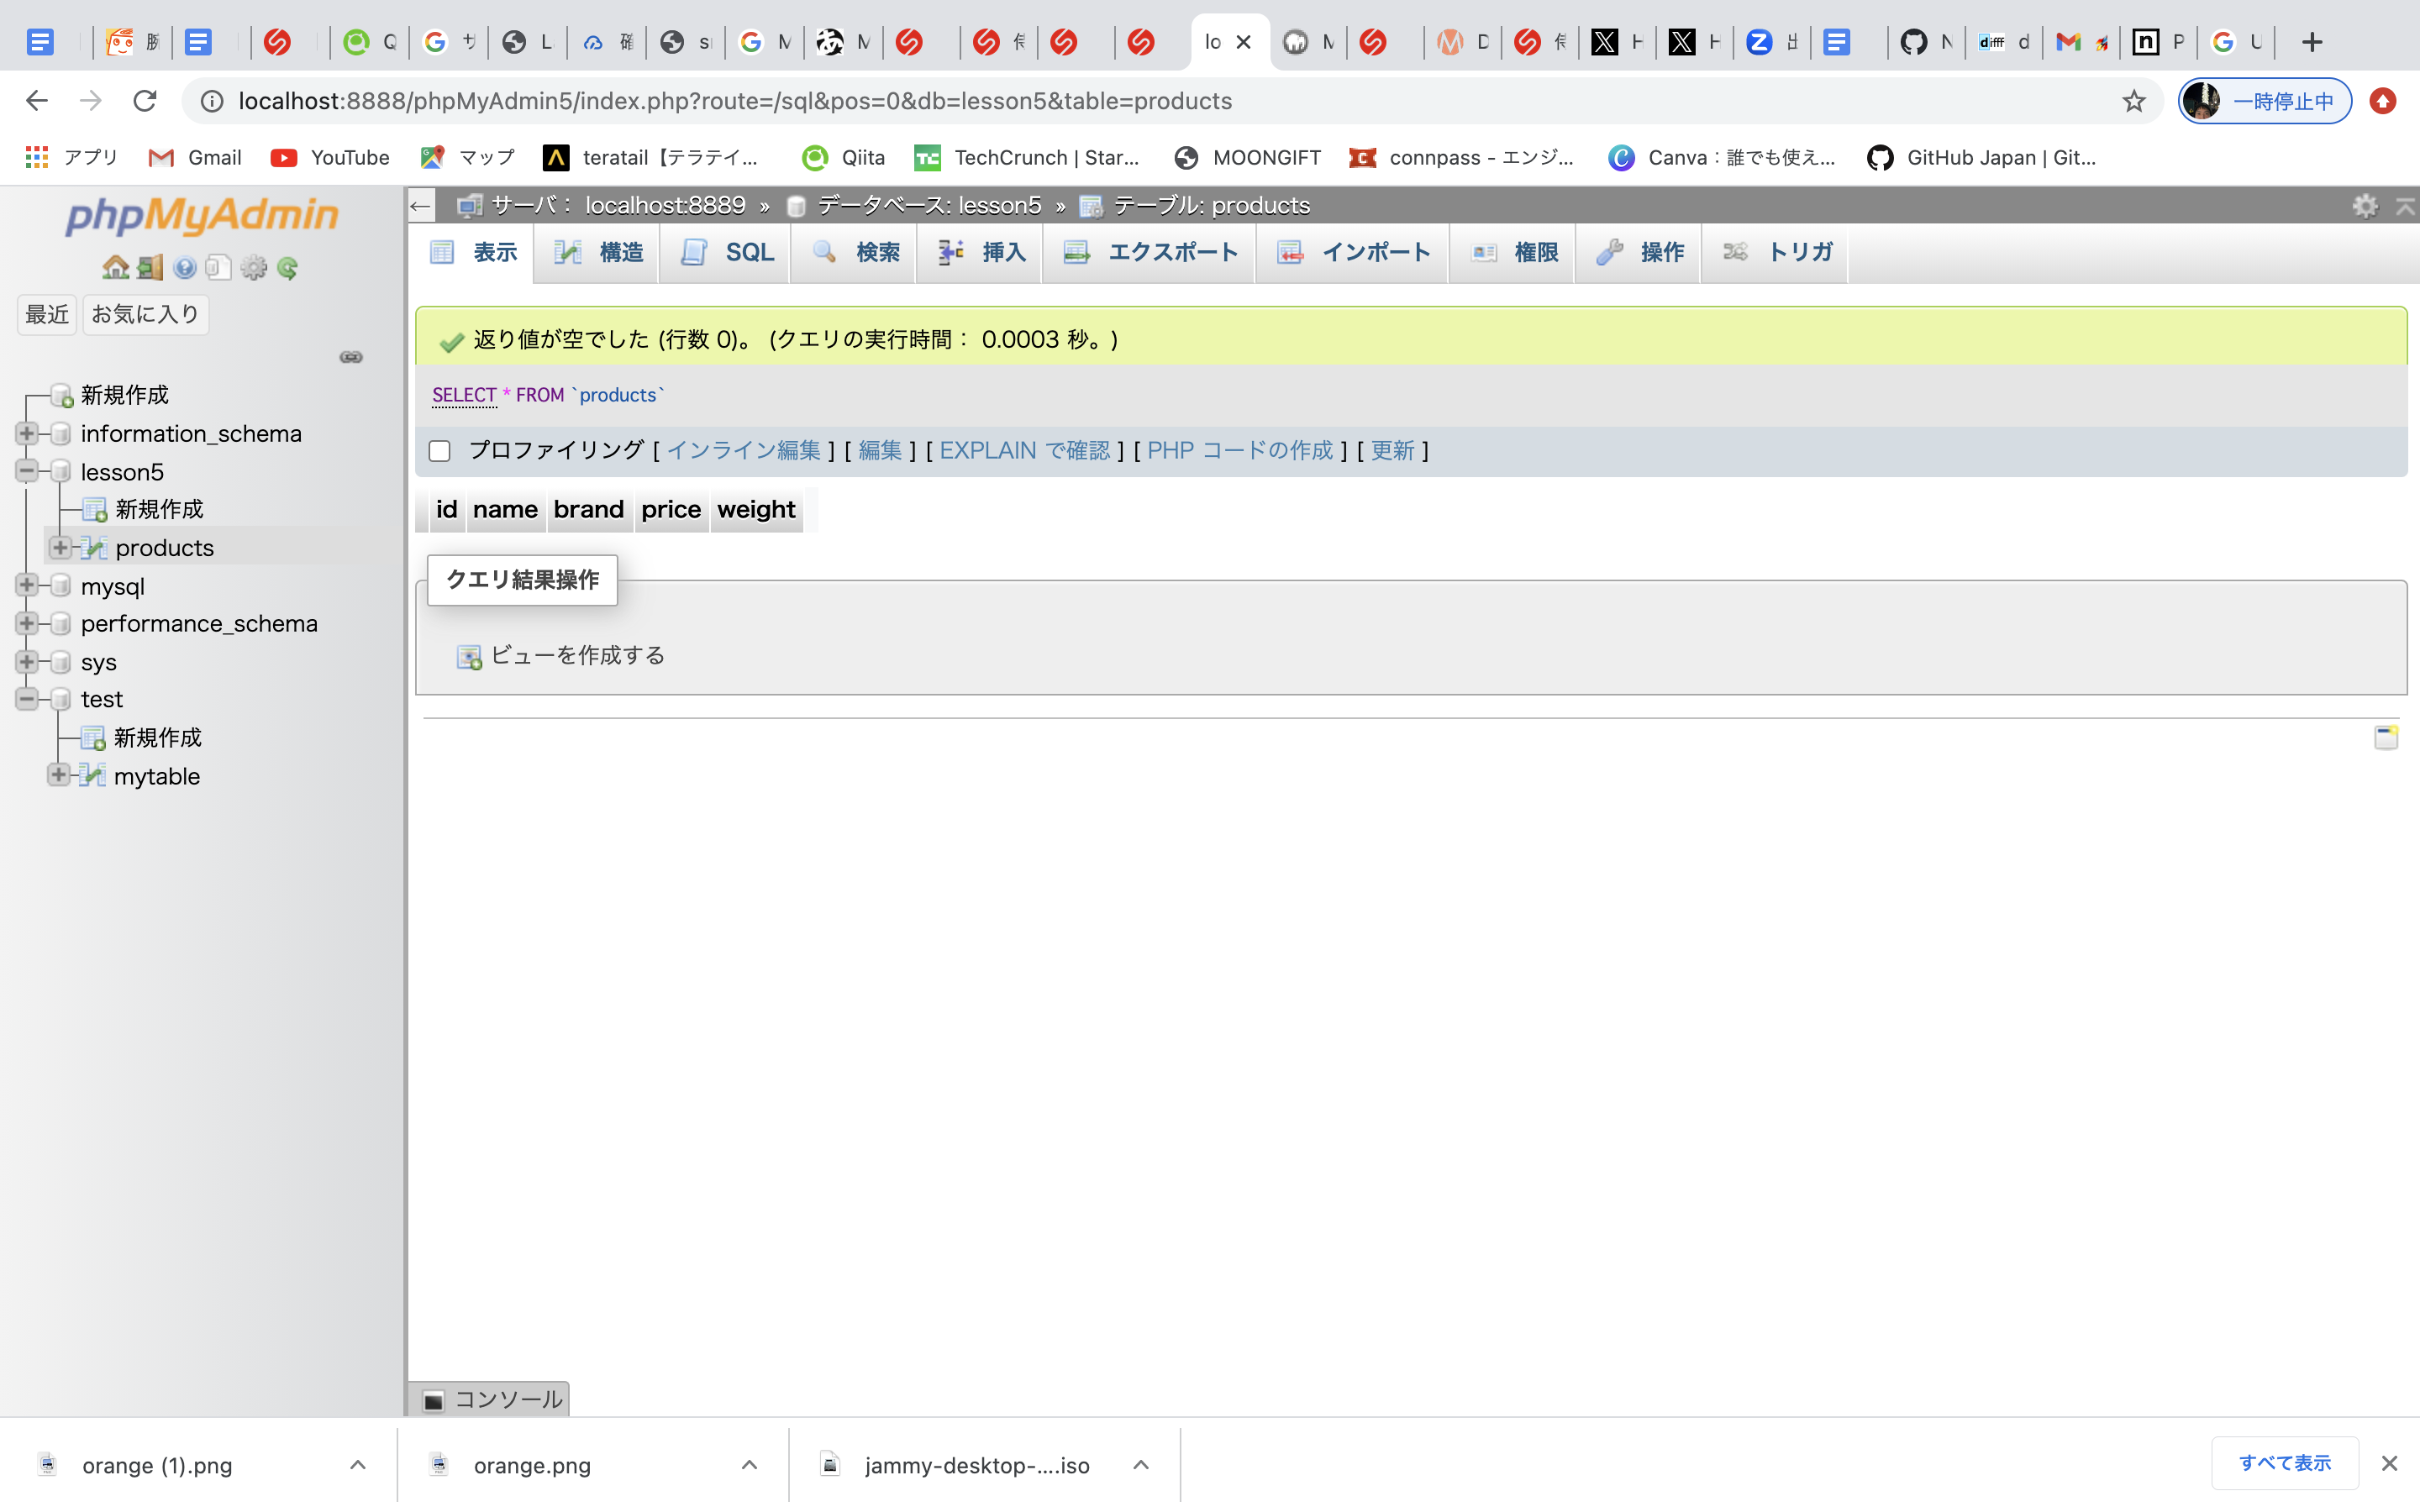 Q
L
s
M
M
lo
M
D
H
H
N
difff
d
P
U
localhost:8888/phpMyAdmin5/index.php?route=/sql&pos=0&db=lesson5&table=products
一時停止中
アプリ
Gmail
YouTube
マップ
teratail【テラテイ...
Qiita
TechCrunch | Star...
MOONGIFT
connpass - エンジ...
Canva：誰でも使え...
GitHub Japan | Git...
phpMyAdmin
最近
お気に入り
新規作成
information_schema
lesson5
新規作成
products
mysql
performance_schema
sys
test
新規作成
mytable
サーバ： localhost:8889 » データベース: lesson5 » テーブル: products
表示
構造
SQL
検索
挿入
エクスポート
インポート
権限
操作
トリガ
返り値が空でした (行数 0)。 (クエリの実行時間： 0.0003 秒。)
SELECT * FROM `products`
プロファイリング [ インライン編集 ] [ 編集 ] [ EXPLAIN で確認 ] [ PHP コードの作成 ] [ 更新 ]
id name brand price weight
クエリ結果操作
ビューを作成する
コンソール
orange (1).png
orange.png
jammy-desktop-....iso
すべて表示